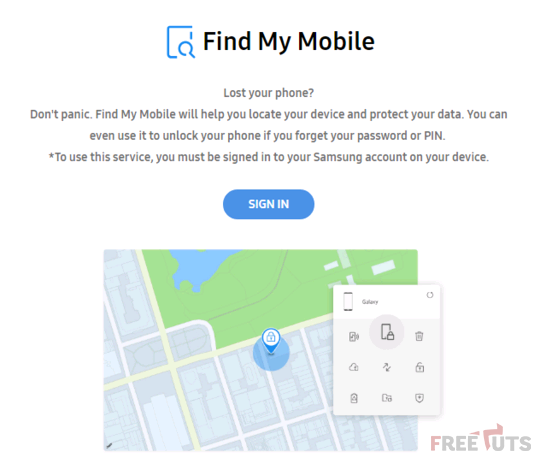 Find My Mobile
Lost your phone?
Don't panic. Find My Mobile will help you locate your device and protect your data. You can
even use it to unlock your phone if you forget your password or PIN.
*To use this service, you must be signed in to your Samsung account on your device.
SIGN IN
Galaxy
FREETUTS